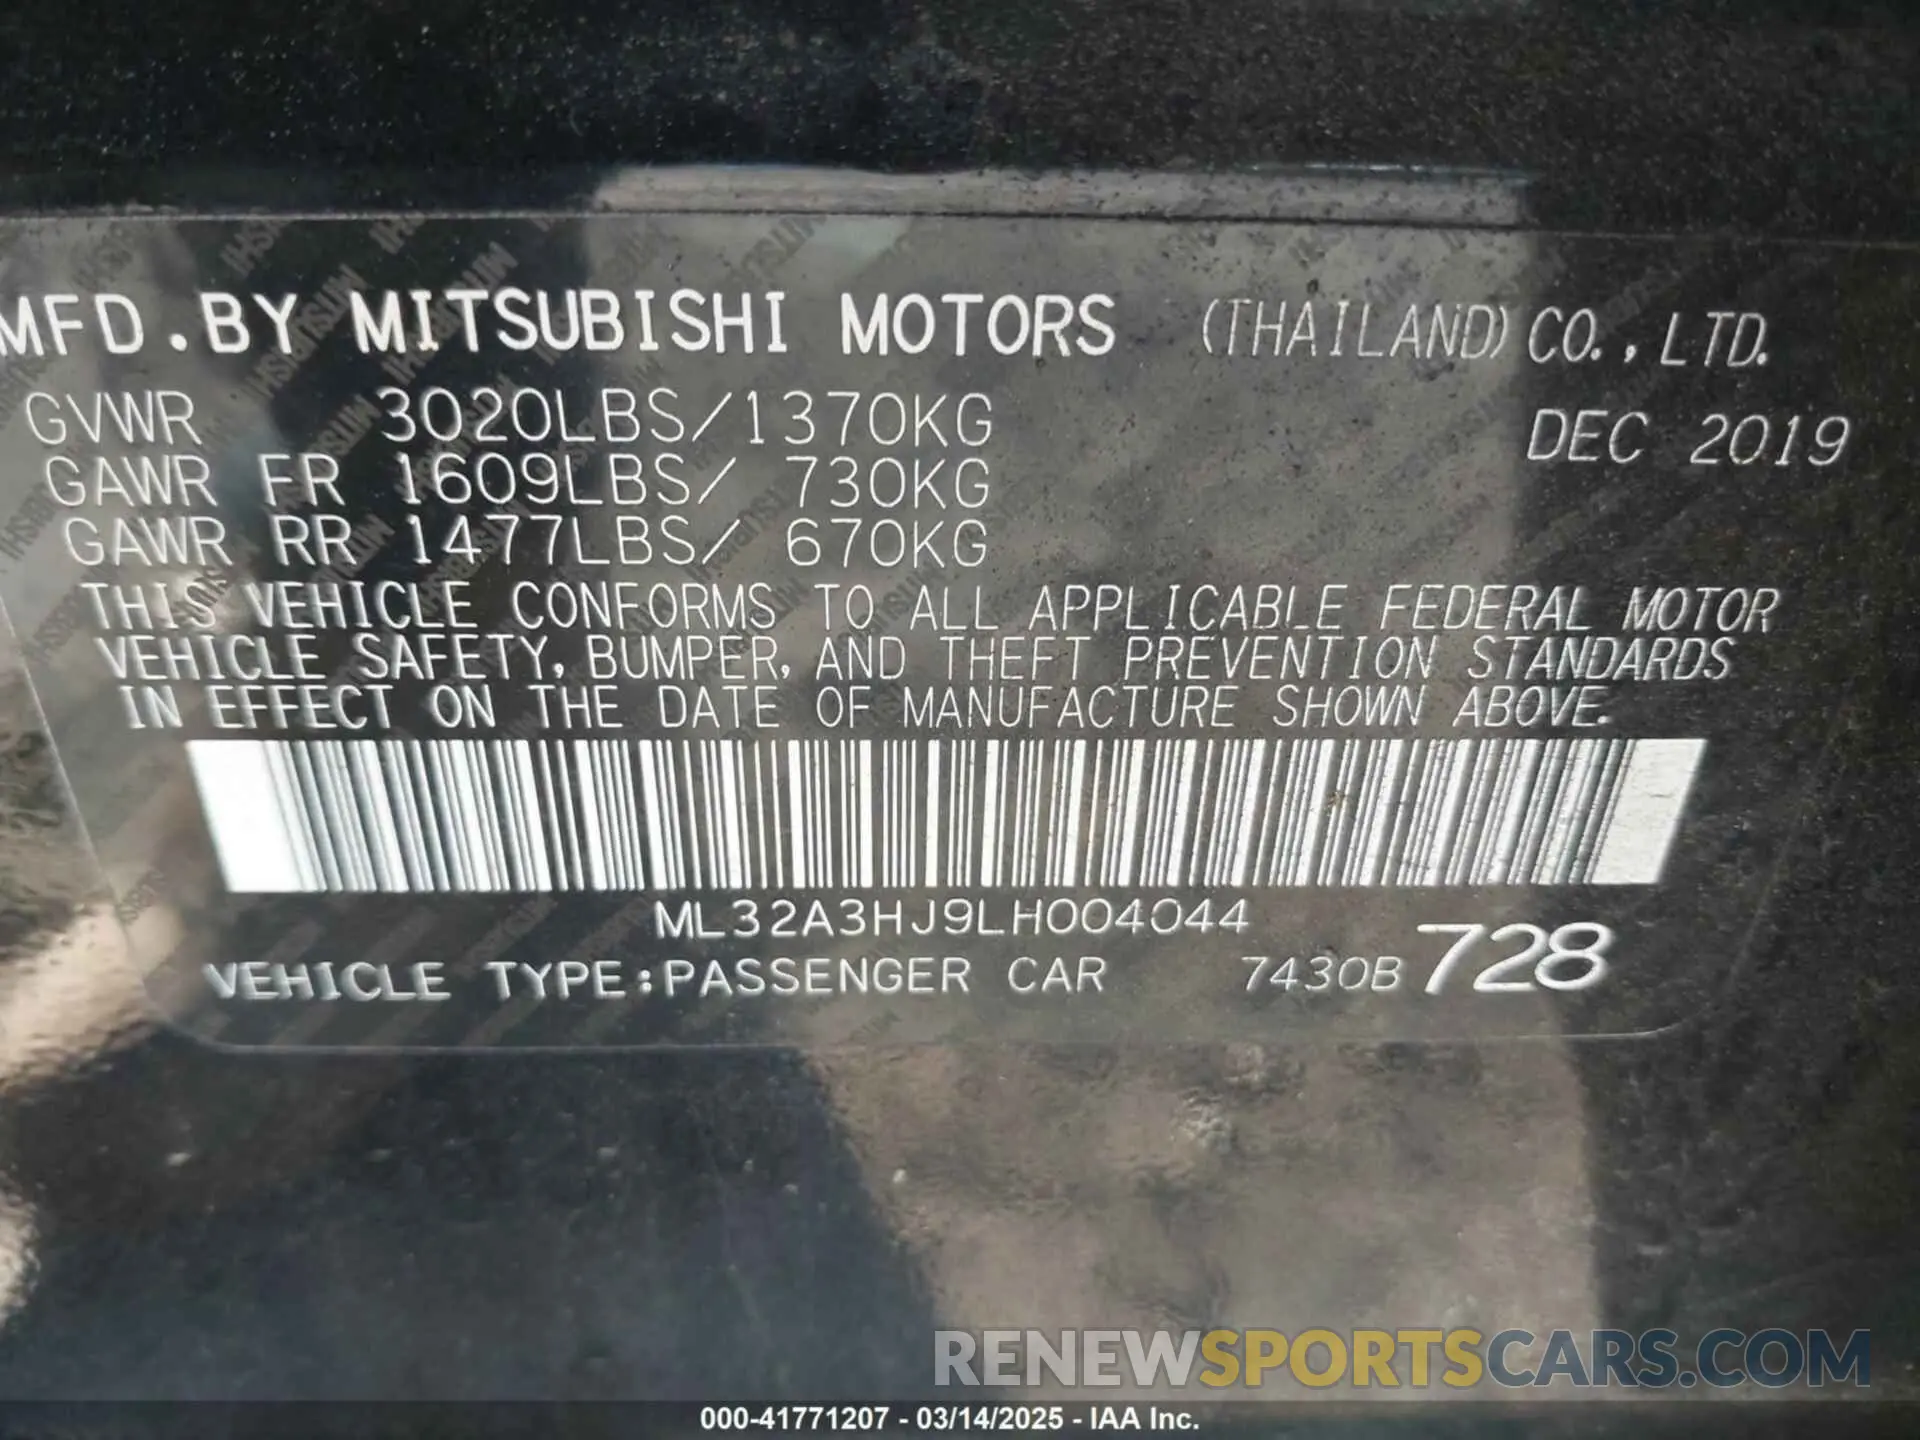 MFD.BY MITSUBISHI MOTORS (THAILAND) CO.,LTD.
GVWR 3020LBS/1370KG DEC 2019
GAWR FR 1609LBS/ 730KG
GAWR RR 1477LBS/ 670KG
THIS VEHICLE CONFORMS TO ALL APPLICABLE FEDERAL MOTOR
VEHICLE SAFETY, BUMPER, AND THEFT PREVENTION STANDARDS
IN EFFECT ON THE DATE OF MANUFACTURE SHOWN ABOVE.
ML32A3HJ9LH004044
VEHICLE TYPE:PASSENGER CAR 7430B 728
RENEWSPORTSCARS.COM
000-41771207 - 03/14/2025 - IAA Inc.